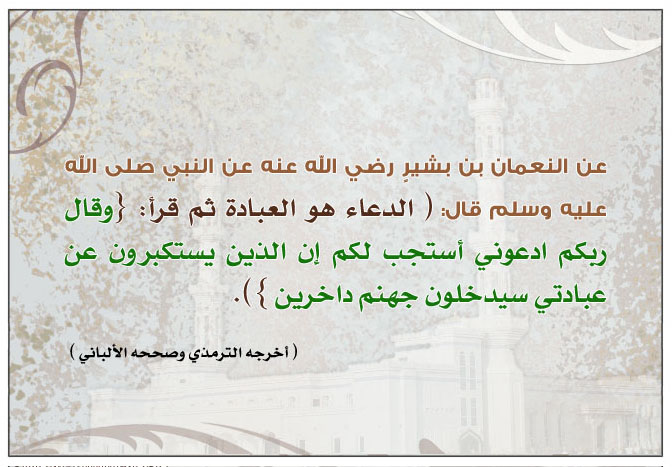 عن النعمان بن بشيرٍ رضي الله عنه عن النبي صلى الله
عليه وسلم قال: ( الدعاء هو العبادة ثم قرأ: {وقال
ربكم ادعوني أستجب لكم إن الذين يستكبرون عن
عبادتي سيدخلون جهنم داخرين }).
( أخرجه الترمذي وصححه الألباني )